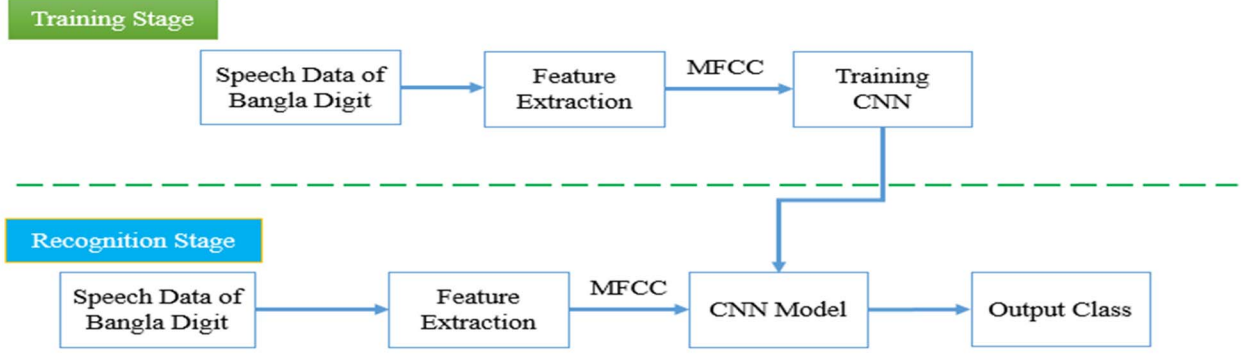 Training Stage
Speech Data of
Bangla Digit
Feature
Extraction
MFCC
Training
CNN
Recognition Stage
Speech Data of
Bangla Digit
Feature
Extraction
MFCC
CNN Model
Output Class